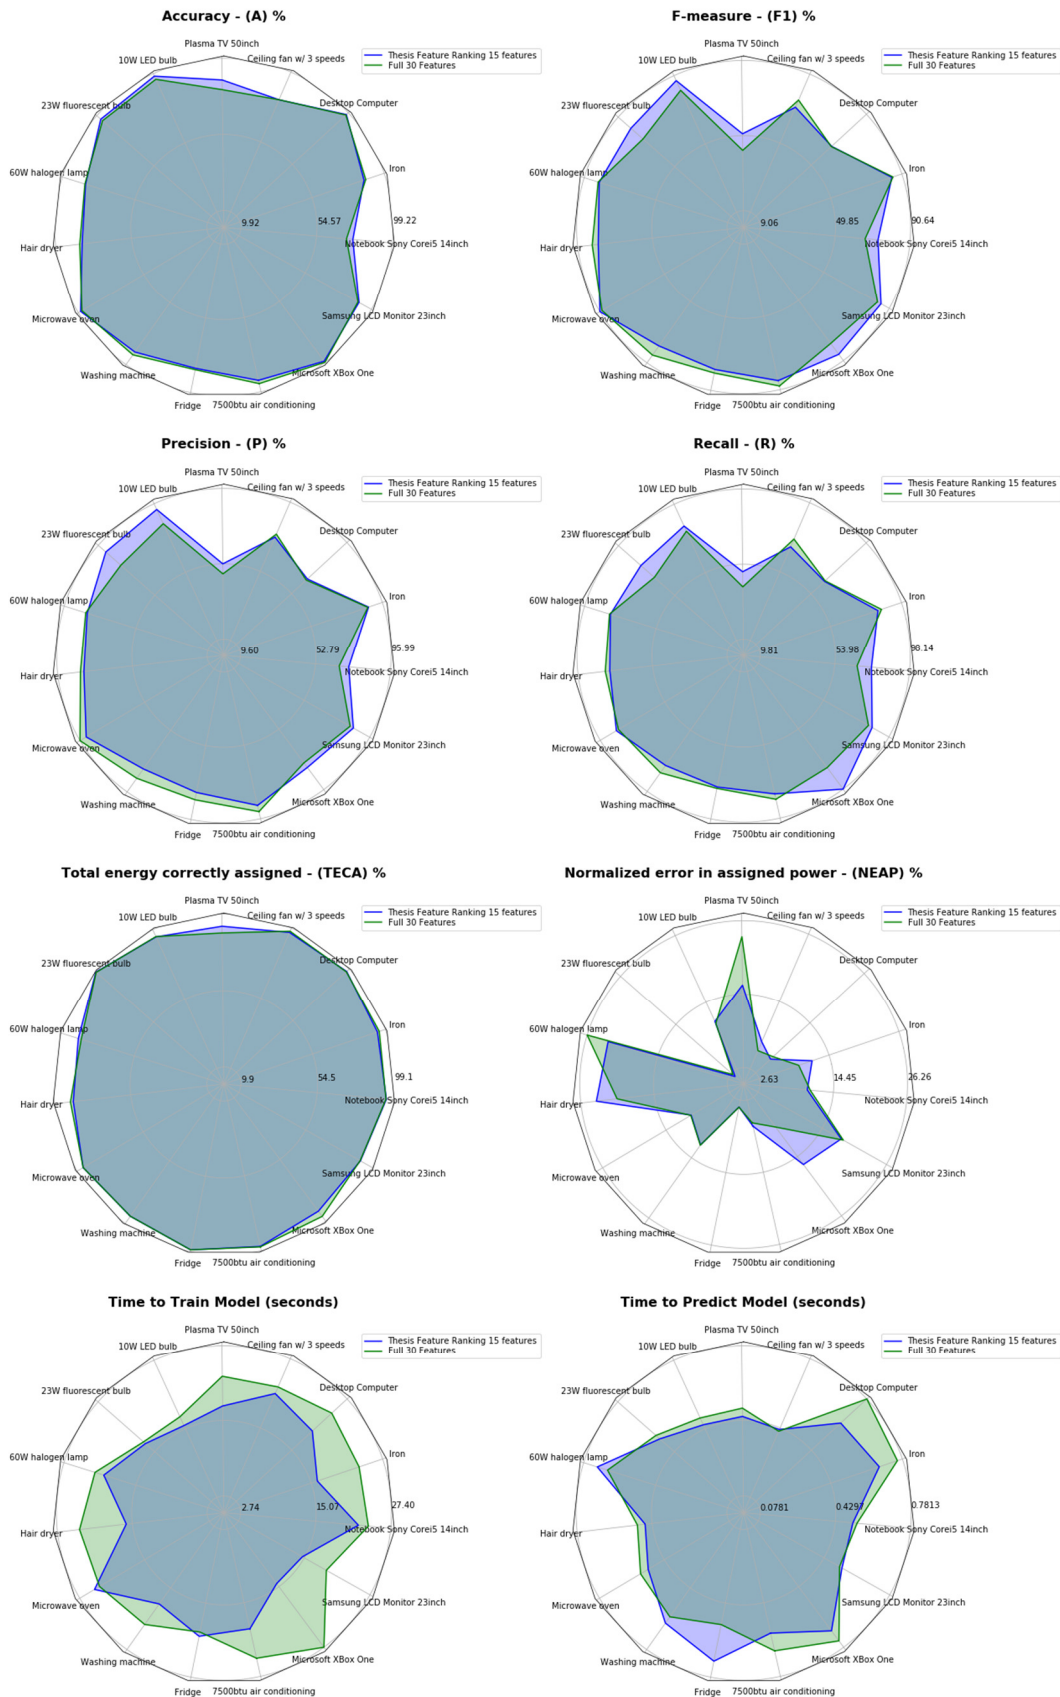 Accuracy - (A) %
Plasma TV 50inch
10W LED bulb
Ceiling fan w/ 3 speeds
Thesis Feature Ranking 15 features
Full 30 Features
23W fluorescent bulb
Desktop Computer
60W halogen lamp
Iron
9.92
54.57
99.22
Hair dryer
Notebook Sony Corei5 14inch
Microwave oven
Samsung LCD Monitor 23inch
Washing machine
Microsoft XBox One
Fridge
7500btu air conditioning
F-measure - (F1) %
Plasma TV 50inch
10W LED bulb
Ceiling fan w/ 3 speeds
Thesis Feature Ranking 15 features
Full 30 Features
23W fluorescent bulb
Desktop Computer
60W halogen lamp
Iron
9.06
49.85
90.64
Hair dryer
Notebook Sony Corei5 14inch
Microwave oven
Samsung LCD Monitor 23inch
Washing machine
Microsoft XBox One
Fridge
7500btu air conditioning
Precision - (P) %
Plasma TV 50inch
10W LED bulb
Ceiling fan w/ 3 speeds
Thesis Feature Ranking 15 features
Full 30 Features
23W fluorescent bulb
Desktop Computer
60W halogen lamp
Iron
9.60
52.79
95.99
Hair dryer
Notebook Sony Corei5 14inch
Microwave oven
Samsung LCD Monitor 23inch
Washing machine
Microsoft XBox One
Fridge
7500btu air conditioning
Recall - (R) %
Plasma TV 50inch
10W LED bulb
Ceiling fan w/ 3 speeds
Thesis Feature Ranking 15 features
Full 30 Features
23W fluorescent bulb
Desktop Computer
60W halogen lamp
Iron
9.81
53.98
98.14
Hair dryer
Notebook Sony Corei5 14inch
Microwave oven
Samsung LCD Monitor 23inch
Washing machine
Microsoft XBox One
Fridge
7500btu air conditioning
Total energy correctly assigned - (TECA) %
Plasma TV 50inch
10W LED bulb
Ceiling fan w/ 3 speeds
Thesis Feature Ranking 15 features
Full 30 Features
23W fluorescent bulb
Desktop Computer
60W halogen lamp
Iron
9.9
54.5
99.1
Hair dryer
Notebook Sony Corei5 14inch
Microwave oven
Samsung LCD Monitor 23inch
Washing machine
Microsoft XBox One
Fridge
7500btu air conditioning
Normalized error in assigned power - (NEAP) %
Plasma TV 50inch
10W LED bulb
Ceiling fan w/ 3 speeds
Thesis Feature Ranking 15 features
Full 30 Features
23W fluorescent bulb
Desktop Computer
60W halogen lamp
Iron
2.63
14.45
26.26
Hair dryer
Notebook Sony Corei5 14inch
Microwave oven
Samsung LCD Monitor 23inch
Washing machine
Microsoft XBox One
Fridge
7500btu air conditioning
Time to Train Model (seconds)
Plasma TV 50inch
10W LED bulb
Ceiling fan w/ 3 speeds
Thesis Feature Ranking 15 features
Full 30 Features
23W fluorescent bulb
Desktop Computer
60W halogen lamp
Iron
2.74
15.07
27.40
Hair dryer
Notebook Sony Corei5 14inch
Microwave oven
Samsung LCD Monitor 23inch
Washing machine
Microsoft XBox One
Fridge
7500btu air conditioning
Time to Predict Model (seconds)
Plasma TV 50inch
10W LED bulb
Ceiling fan w/ 3 speeds
Thesis Feature Ranking 15 features
Full 30 Features
23W fluorescent bulb
Desktop Computer
60W halogen lamp
Iron
0.0781
0.4297
0.7813
Hair dryer
Notebook Sony Corei5 14inch
Microwave oven
Samsung LCD Monitor 23inch
Washing machine
Microsoft XBox One
Fridge
7500btu air conditioning